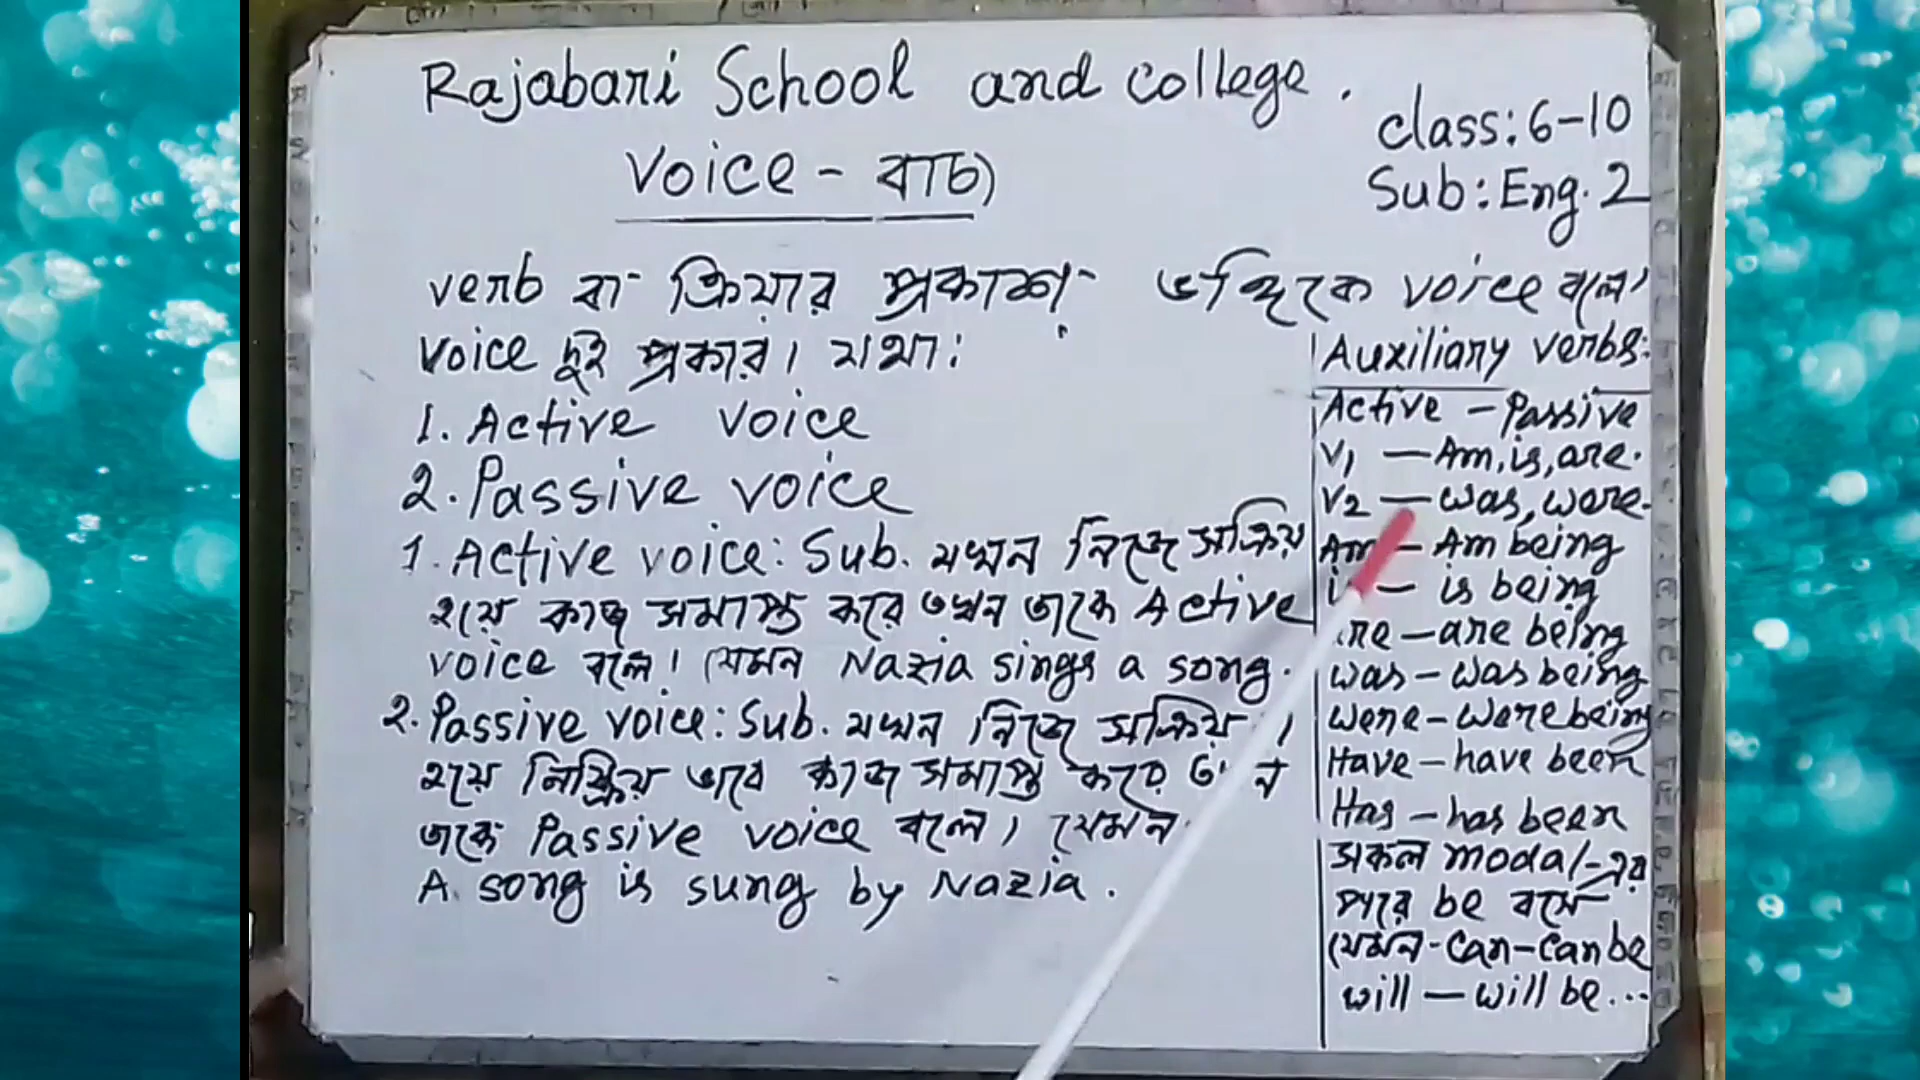 Rajabari School and college.
class: 6-10
Voice - বাচ্য
Sub: Eng. 2
verb বা ক্রিয়ার প্রকাশ ভঙ্গিকে voice বলে।
voice দুই প্রকার। যথা:
1. Active voice
2. Passive voice
1. Active voice: Sub. যখন নিজে সক্রিয়
হয়ে কাজ সমাপ্ত করে তখন তাকে Active
voice বলে। যেমন Nazia sings a song.
2. Passive voice: Sub. যখন নিজে সক্রিয়
হয়ে নিষ্ক্রিয় ভাবে কাজ সমাপ্ত করে
তাকে Passive voice বলে। যেমন
A song is sung by Nazia.
Auxiliary verbs:
Active - Passive
V1 — Am, is, are.
V2 — was, were.
Am — Am being
is — is being
are — are being
was - was being
were - were being
Have - have been
Has - has been
সকল modal-এর
পরে be বসে
যেমন - can - can be
will — will be...